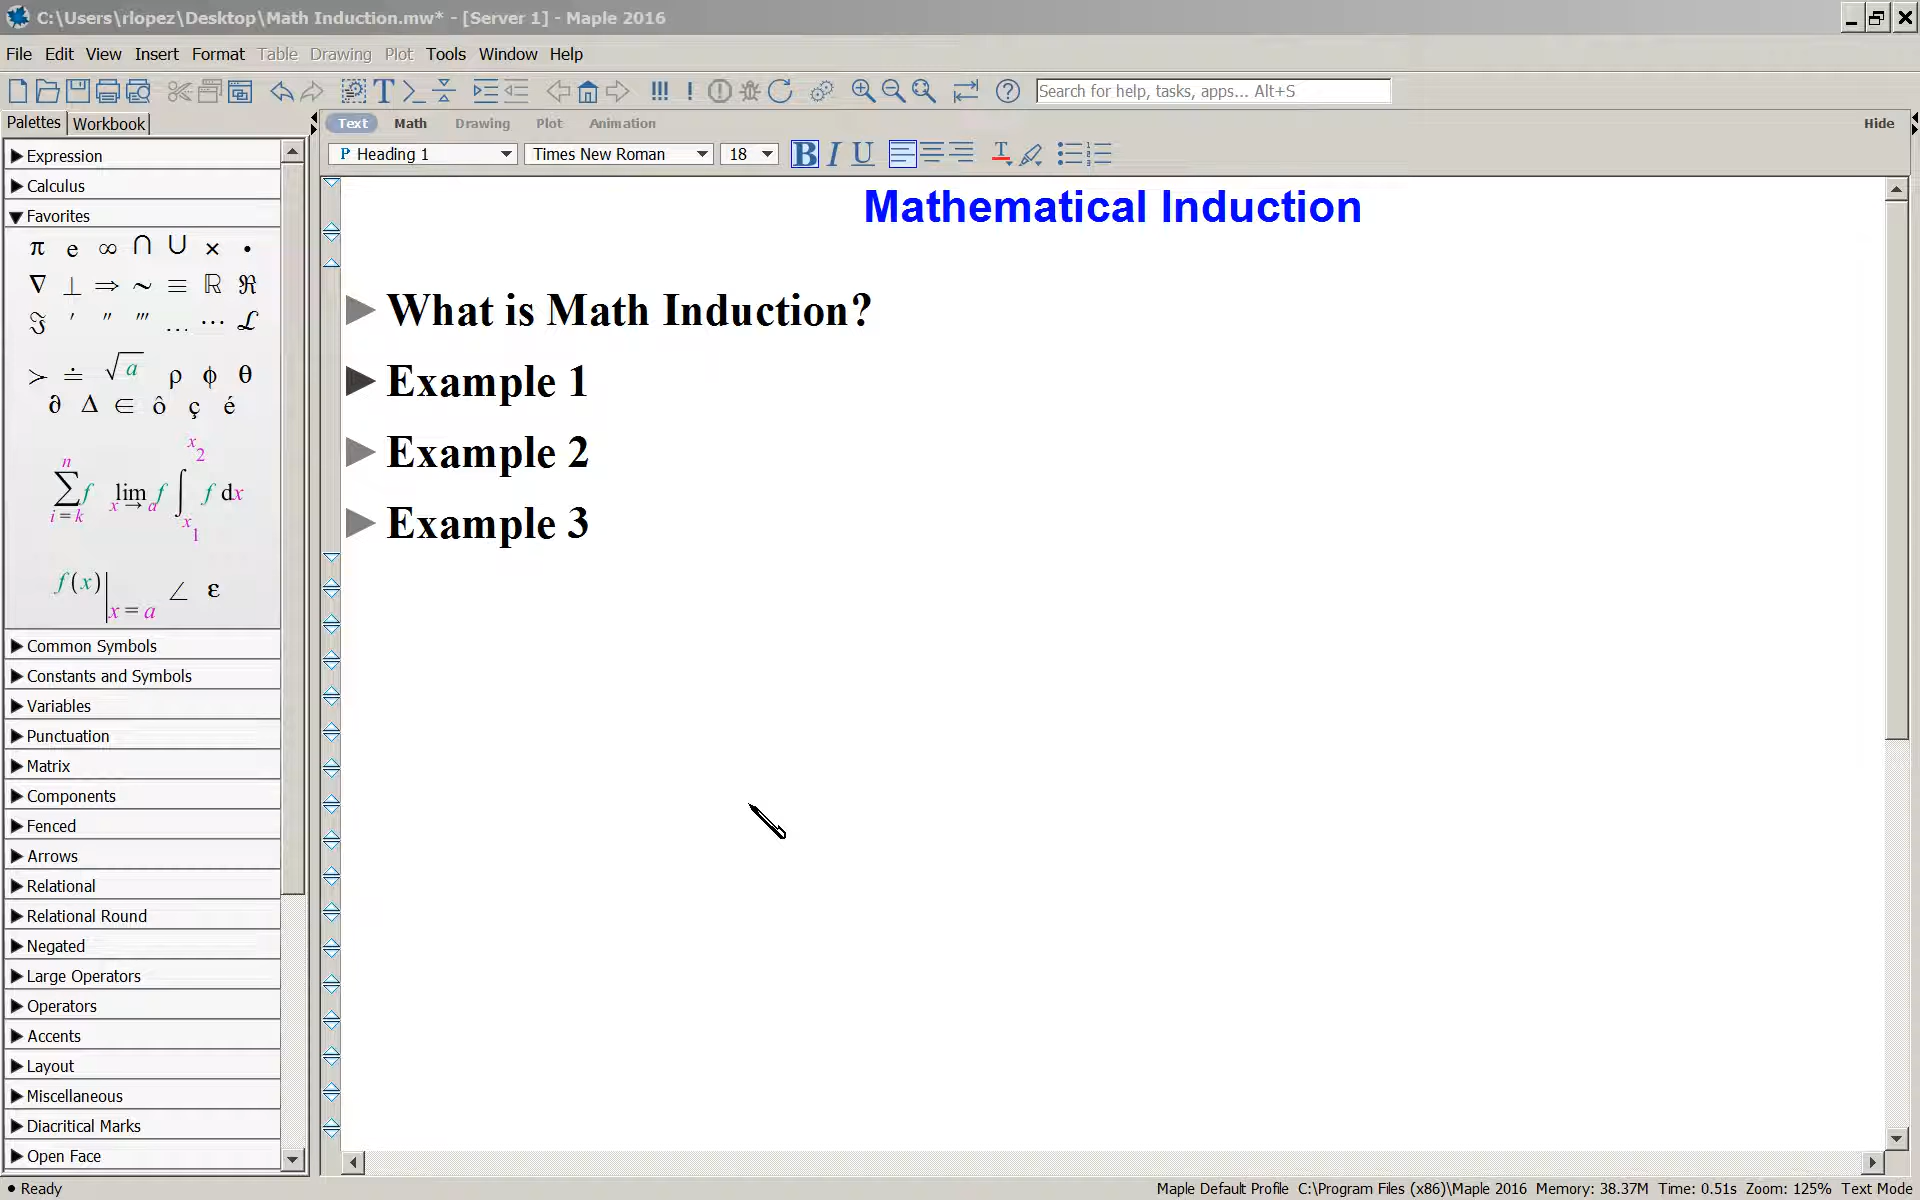 C:\Users\rlopez\Desktop\Math Induction.mw* - [Server 1] - Maple 2016
File Edit View Insert Format Table Drawing Plot Tools Window Help
Search for help, tasks, apps... Alt+S
Palettes Workbook
Text Math Drawing Plot Animation Hide
P Heading 1 Times New Roman 18 B I U
Expression
Calculus
Favorites
π e ∞ ∩ ∪ × •
∇ ⊥ ⇒ ~ ≡ ℝ ℜ
ℑ ′ ″ ‴ … ⋯ ℒ
≻ ≐ √a ρ ϕ θ
∂ Δ ∈ ô ç é
∑ i=k n f lim x→a f ∫ x1 x2 f dx
f(x)| x=a ∠ ε
Common Symbols
Constants and Symbols
Variables
Punctuation
Matrix
Components
Fenced
Arrows
Relational
Relational Round
Negated
Large Operators
Operators
Accents
Layout
Miscellaneous
Diacritical Marks
Open Face
Mathematical Induction
What is Math Induction?
Example 1
Example 2
Example 3
Ready
Maple Default Profile C:\Program Files (x86)\Maple 2016 Memory: 38.37M Time: 0.51s Zoom: 125% Text Mode